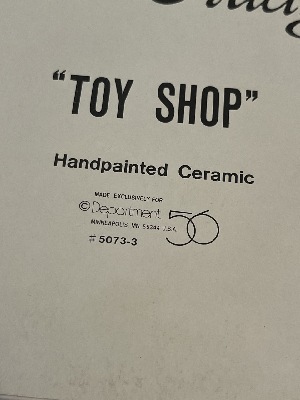 "TOY SHOP"
Handpainted Ceramic
MADE EXCLUSIVELY FOR
© Department 56
MINNEAPOLIS, MN 55344 U.S.A.
# 5073-3